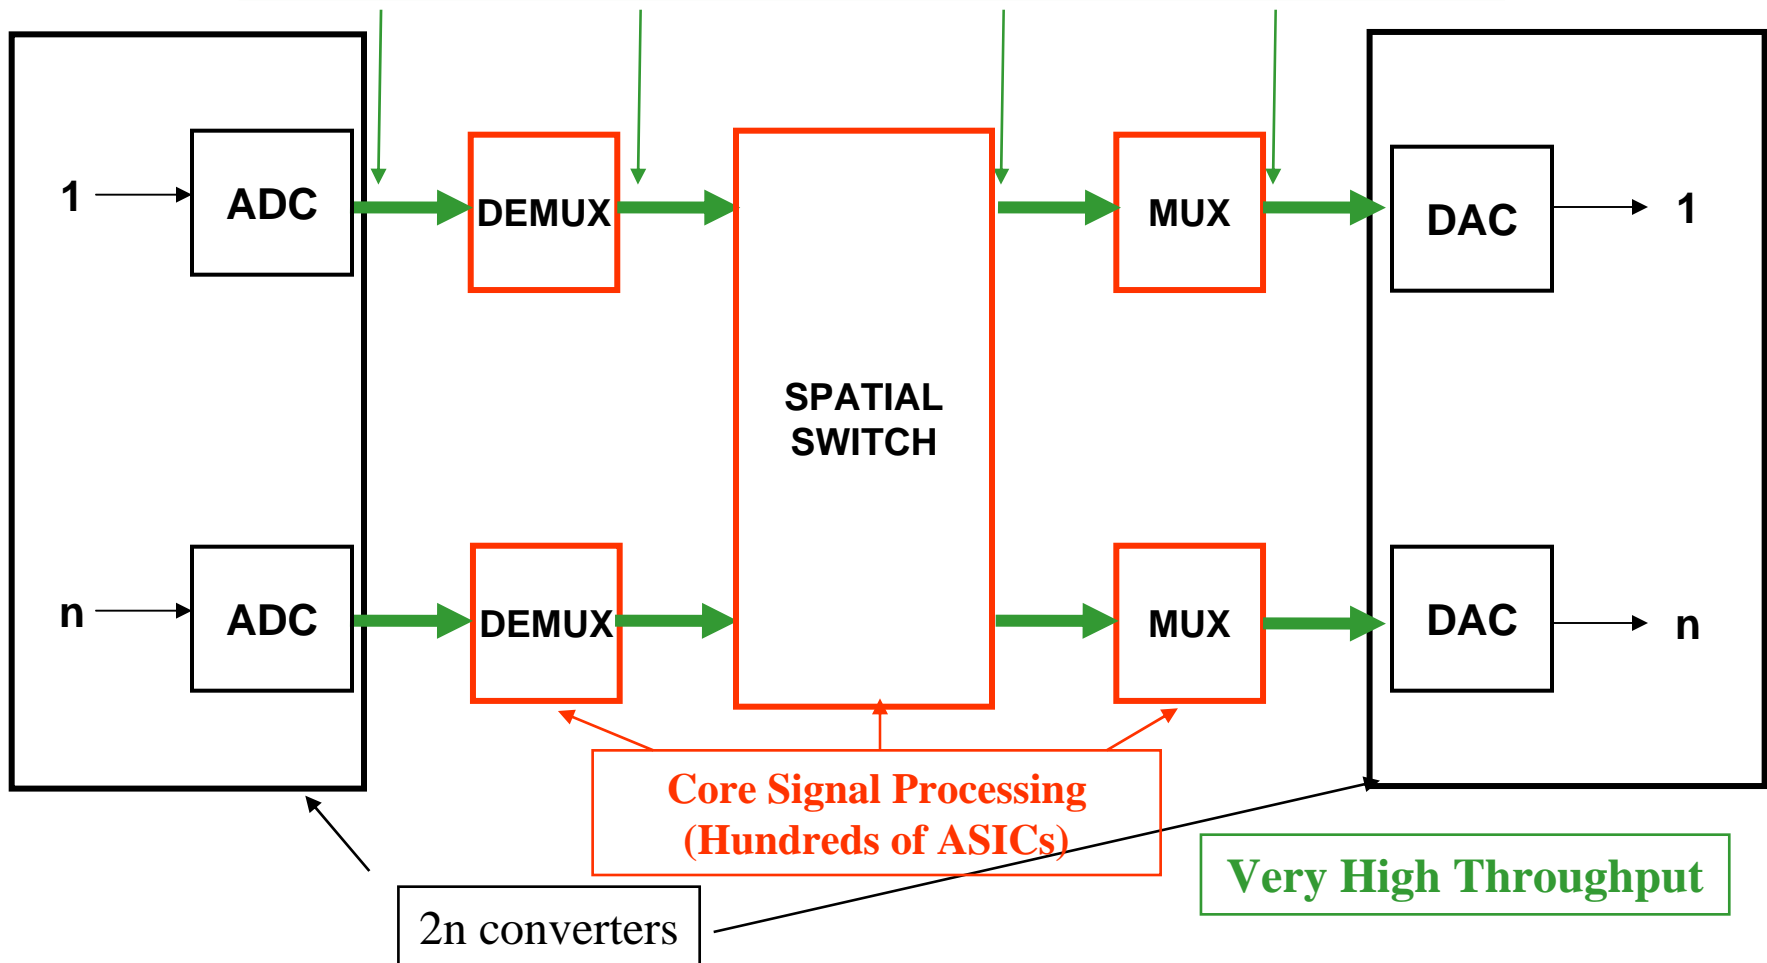 1
ADC
DEMUX
MUX
DAC
1
SPATIAL
SWITCH
n
ADC
DEMUX
MUX
DAC
n
Core Signal Processing
(Hundreds of ASICs)
Very High Throughput
2n converters